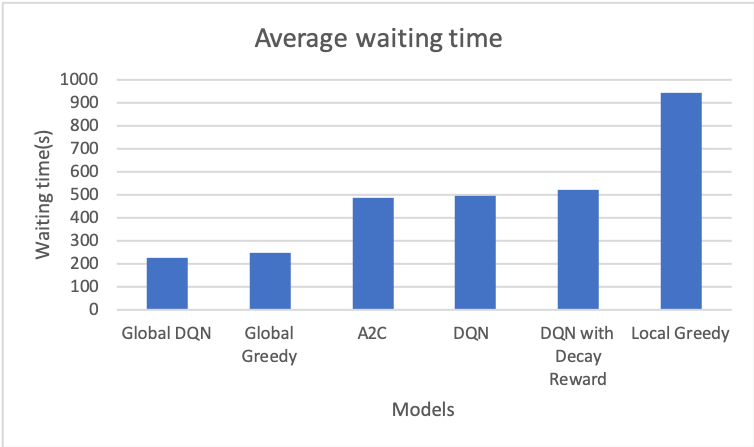 Average waiting time
Waiting time(s)
1000
900
800
700
600
500
400
300
200
100
0
Global DQN
Global
Greedy
A2C
DQN
DQN with
Decay
Reward
Local Greedy
Models